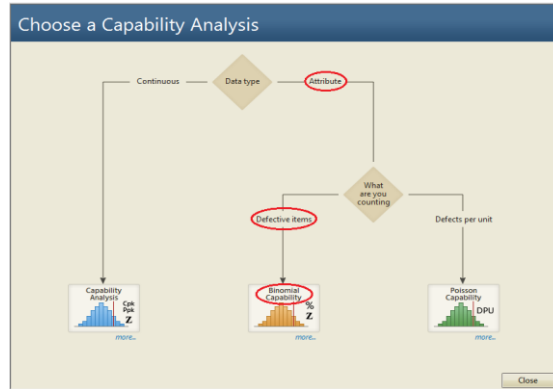 Choose a Capability Analysis
Continuous
Data type
Attribute
What
are you
counting
Defective items
Defects per unit
Capability
Analysis
Cpk
Ppk
Z
more...
Binomial
Capability
%
Z
more...
Poisson
Capability
DPU
more...
Close